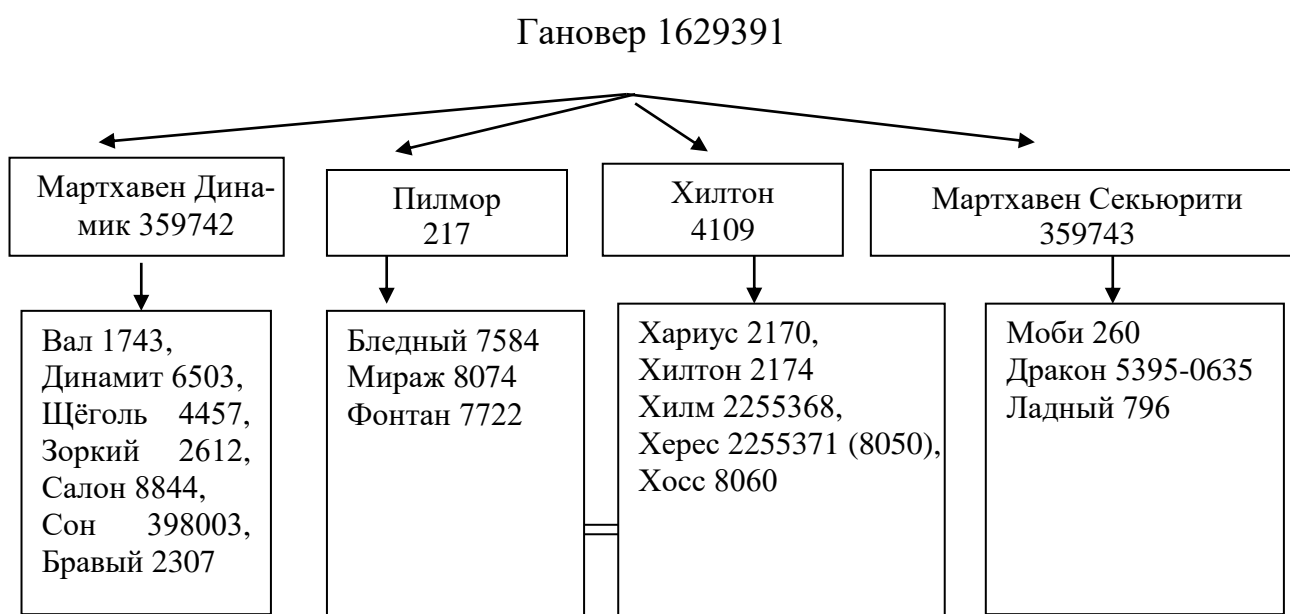 Гановер 1629391
Мартхавен Дина-
мик 359742
Пилмор
217
Хилтон
4109
Мартхавен Секьюрити
359743
Вал 1743,
Динамит 6503,
Щёголь 4457,
Зоркий 2612,
Салон 8844,
Сон 398003,
Бравый 2307
Бледный 7584
Мираж 8074
Фонтан 7722
Хариус 2170,
Хилтон 2174
Хилм 2255368,
Херес 2255371 (8050),
Хосс 8060
Моби 260
Дракон 5395-0635
Ладный 796